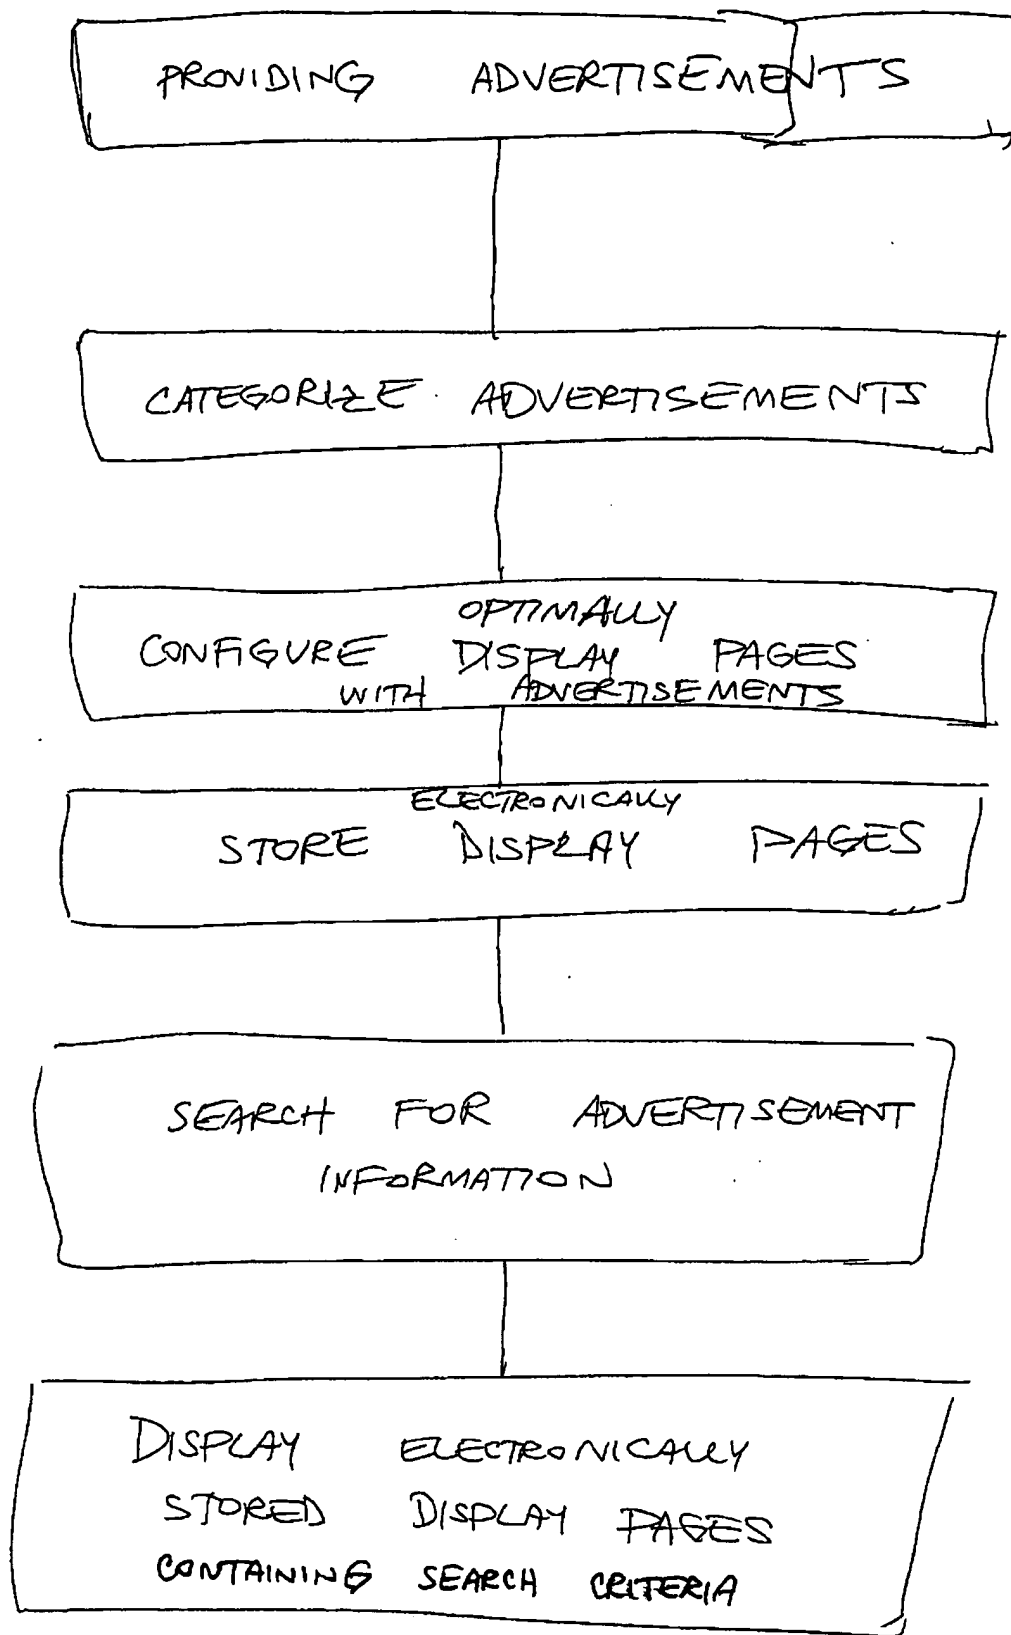 PROVIDING ADVERTISEMENTS
CATEGORIZE ADVERTISEMENTS
OPTIMALLY
CONFIGURE DISPLAY PAGES
WITH ADVERTISEMENTS
ELECTRONICALLY
STORE DISPLAY PAGES
SEARCH FOR ADVERTISEMENT
INFORMATION
DISPLAY ELECTRONICALLY
STORED DISPLAY PAGES
CONTAINING SEARCH CRITERIA